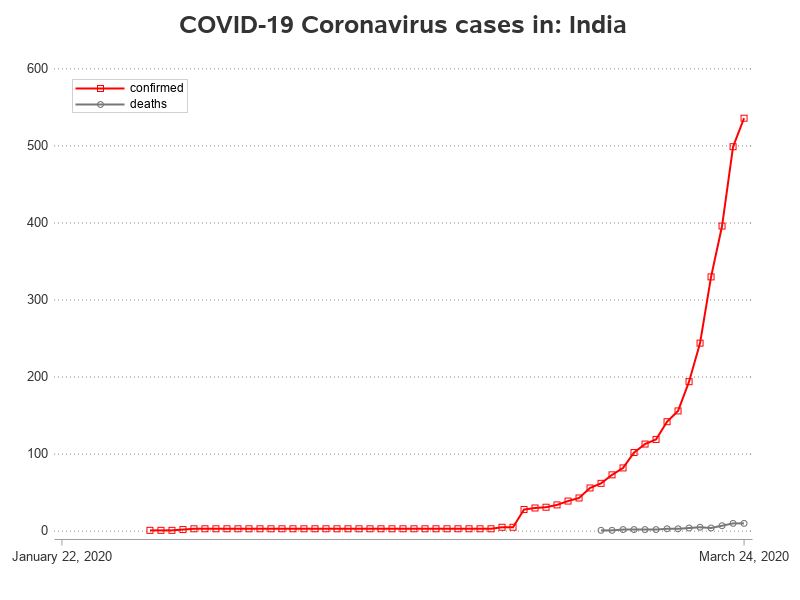 COVID-19 Coronavirus cases in: India
600
confirmed
deaths
500
400
300
200
100
0
January 22, 2020
March 24, 2020